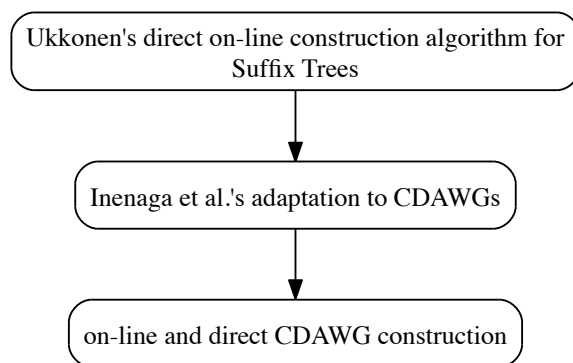 Ukkonen's direct on-line construction algorithm for
Suffix Trees
Inenaga et al.'s adaptation to CDAWGs
on-line and direct CDAWG construction